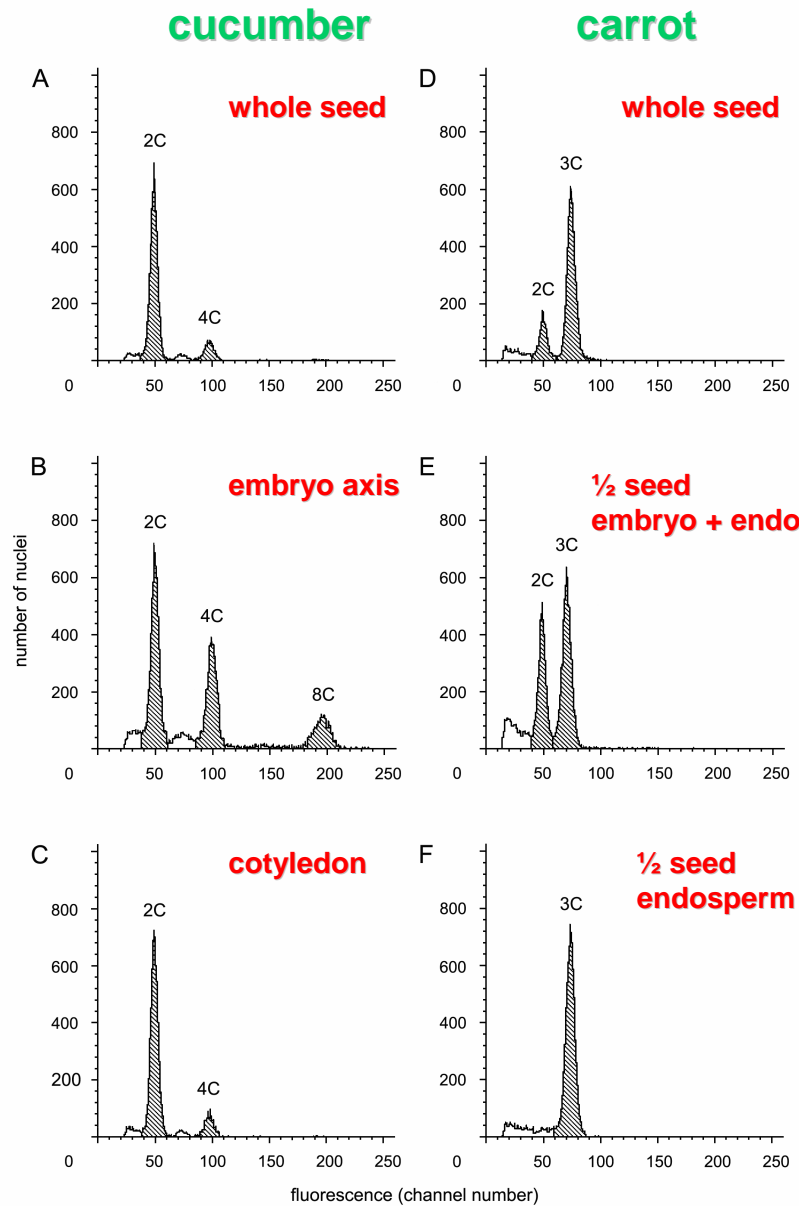 cucumber
carrot
A
whole seed
2C
4C
800
600
400
200
0
50
100
150
200
250
D
whole seed
3C
2C
800
600
400
200
0
50
100
150
200
250
B
embryo axis
2C
4C
8C
800
600
400
200
0
50
100
150
200
250
number of nuclei
E
½ seed
embryo + endo
3C
2C
800
600
400
200
0
50
100
150
200
250
C
cotyledon
2C
4C
800
600
400
200
0
50
100
150
200
250
F
½ seed
endosperm
3C
800
600
400
200
0
50
100
150
200
250
fluorescence (channel number)